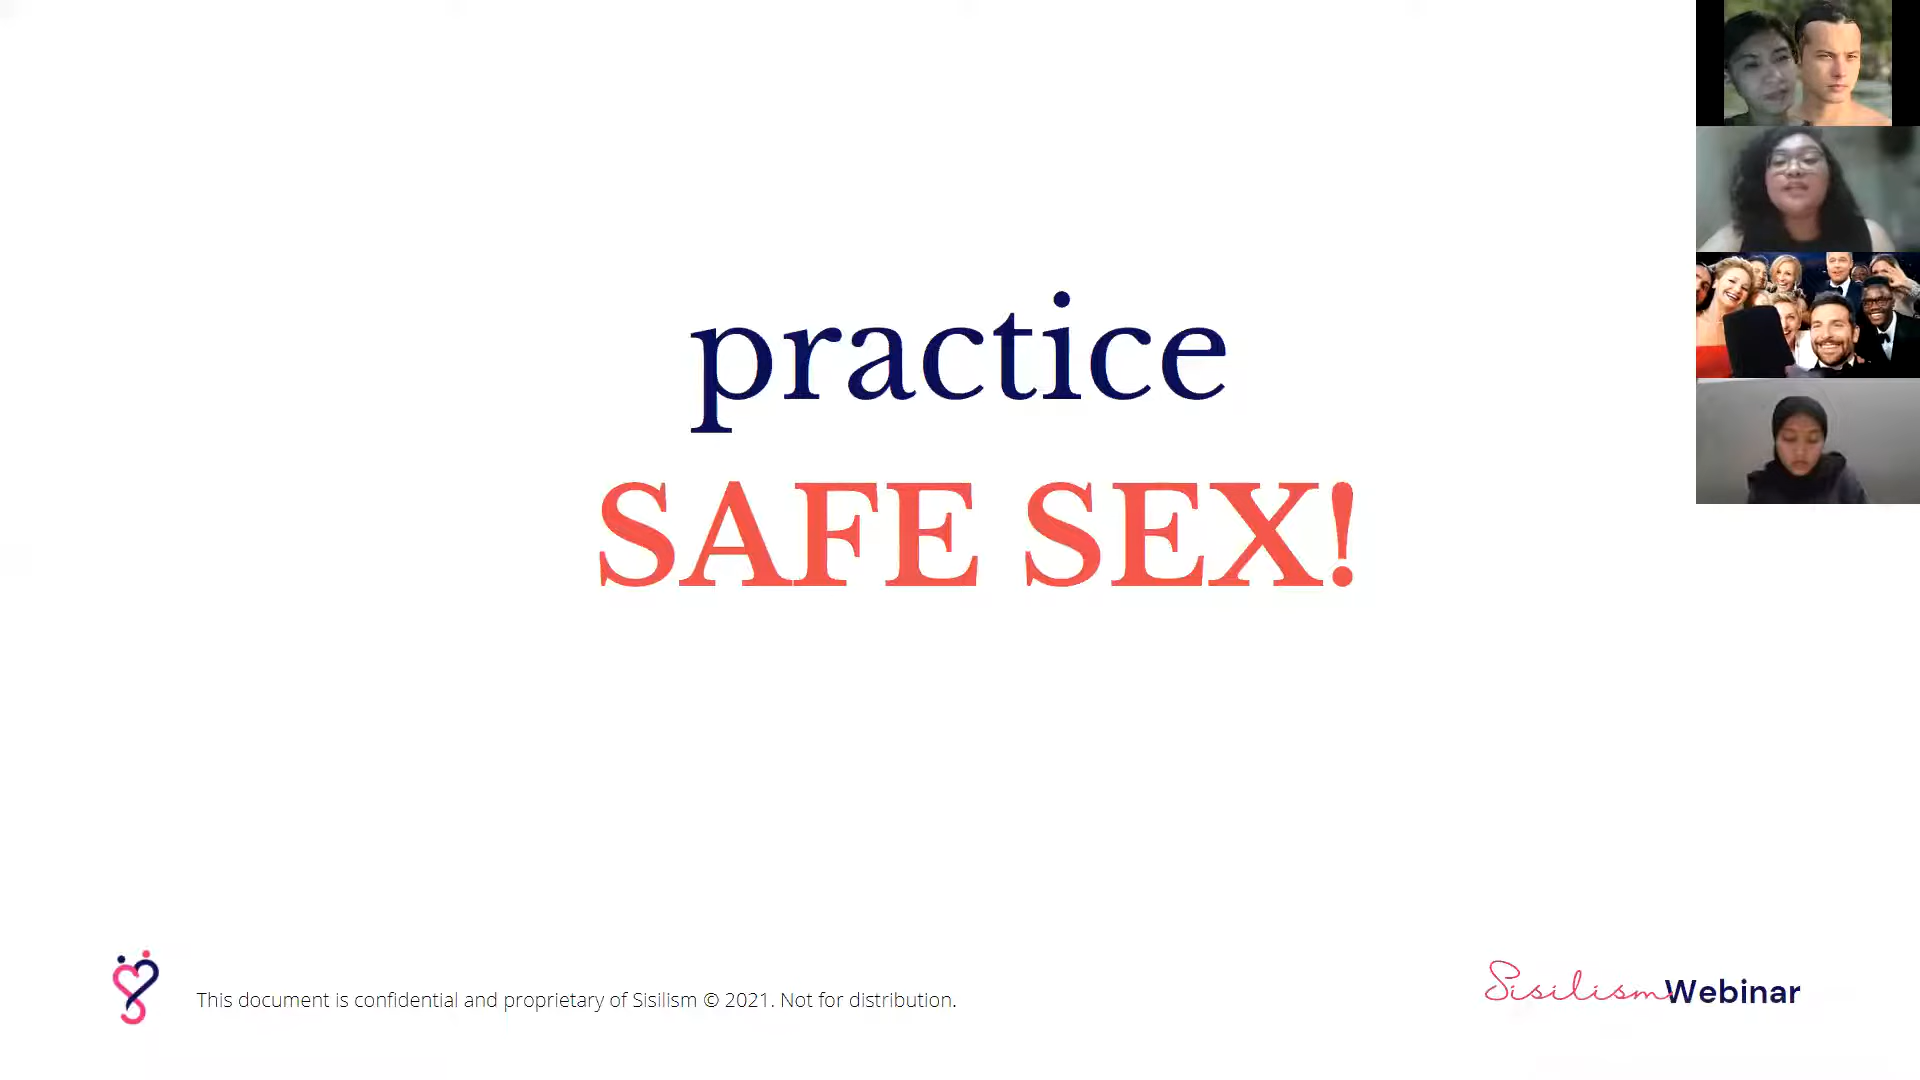 practice
SAFE SEX!
This document is confidential and proprietary of Sisilism © 2021. Not for distribution.
Sisilism Webinar